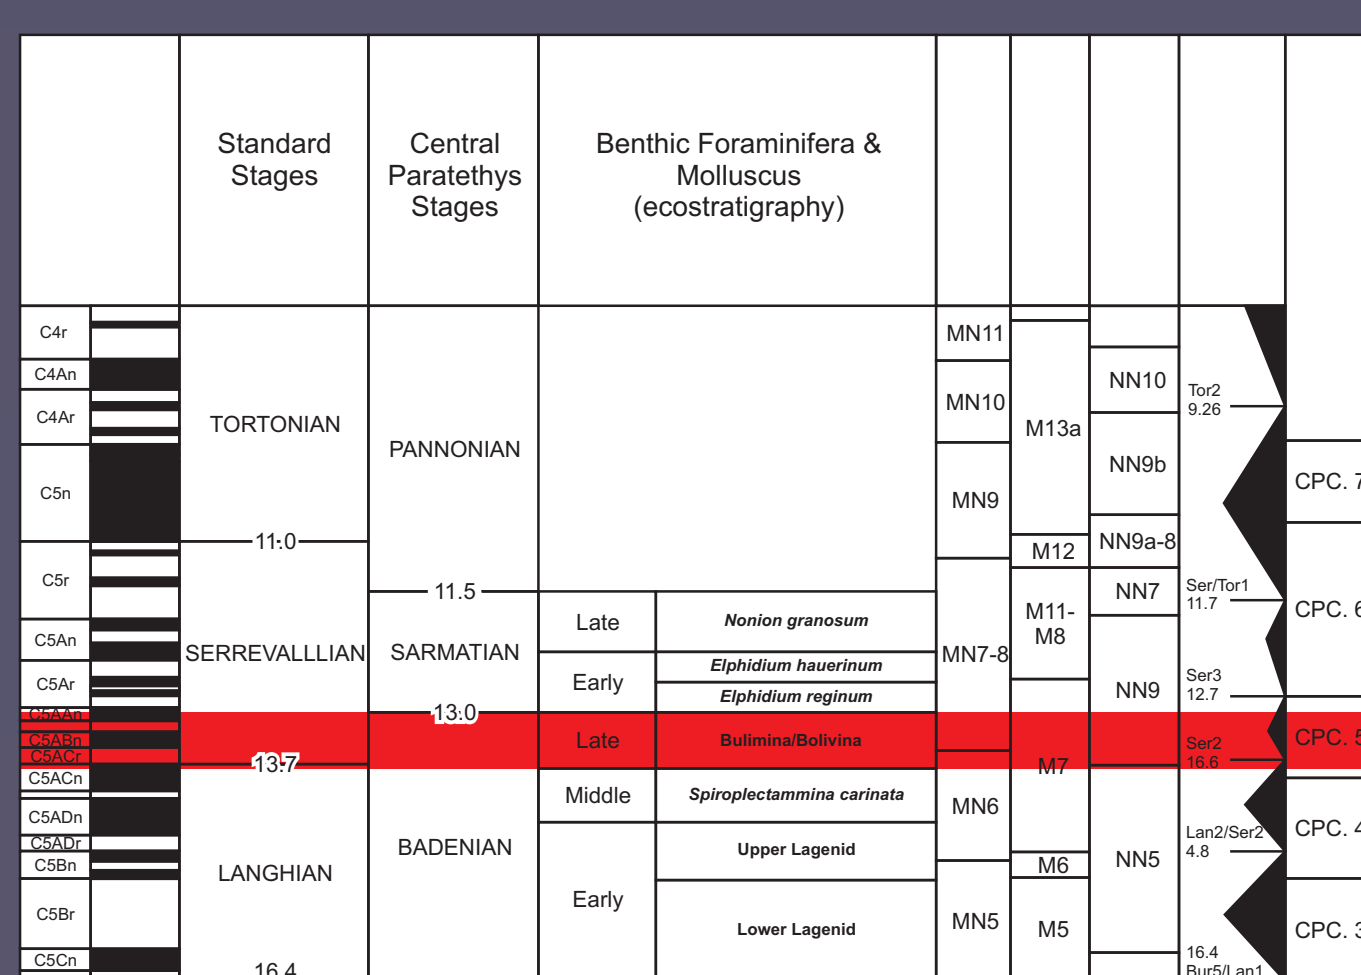 Standard
Stages
Central
Paratethys
Stages
Benthic Foraminifera &
Molluscus
(ecostratigraphy)
C4r
C4An
C4Ar
C5n
C5r
C5An
C5Ar
C5AAn
C5ABn
C5ACr
C5ACn
C5ADn
C5ADr
C5Bn
C5Br
C5Cn
TORTONIAN
11.0
SERREVALLLIAN
13.7
LANGHIAN
16.4
PANNONIAN
11.5
SARMATIAN
13.0
BADENIAN
Late
Early
Late
Middle
Early
Nonion granosum
Elphidium hauerinum
Elphidium reginum
Bulimina/Bolivina
Spiroplectammina carinata
Upper Lagenid
Lower Lagenid
MN11
MN10
MN9
MN7-8
MN6
MN5
M13a
M12
M11-
M8
M7
M6
M5
NN10
NN9b
NN9a-8
NN7
NN9
NN5
Tor2
9.26
Ser/Tor1
11.7
Ser3
12.7
Ser2
16.6
Lan2/Ser2
4.8
16.4
Bur5/Lan1
CPC. 7
CPC. 6
CPC. 5
CPC. 4
CPC. 3